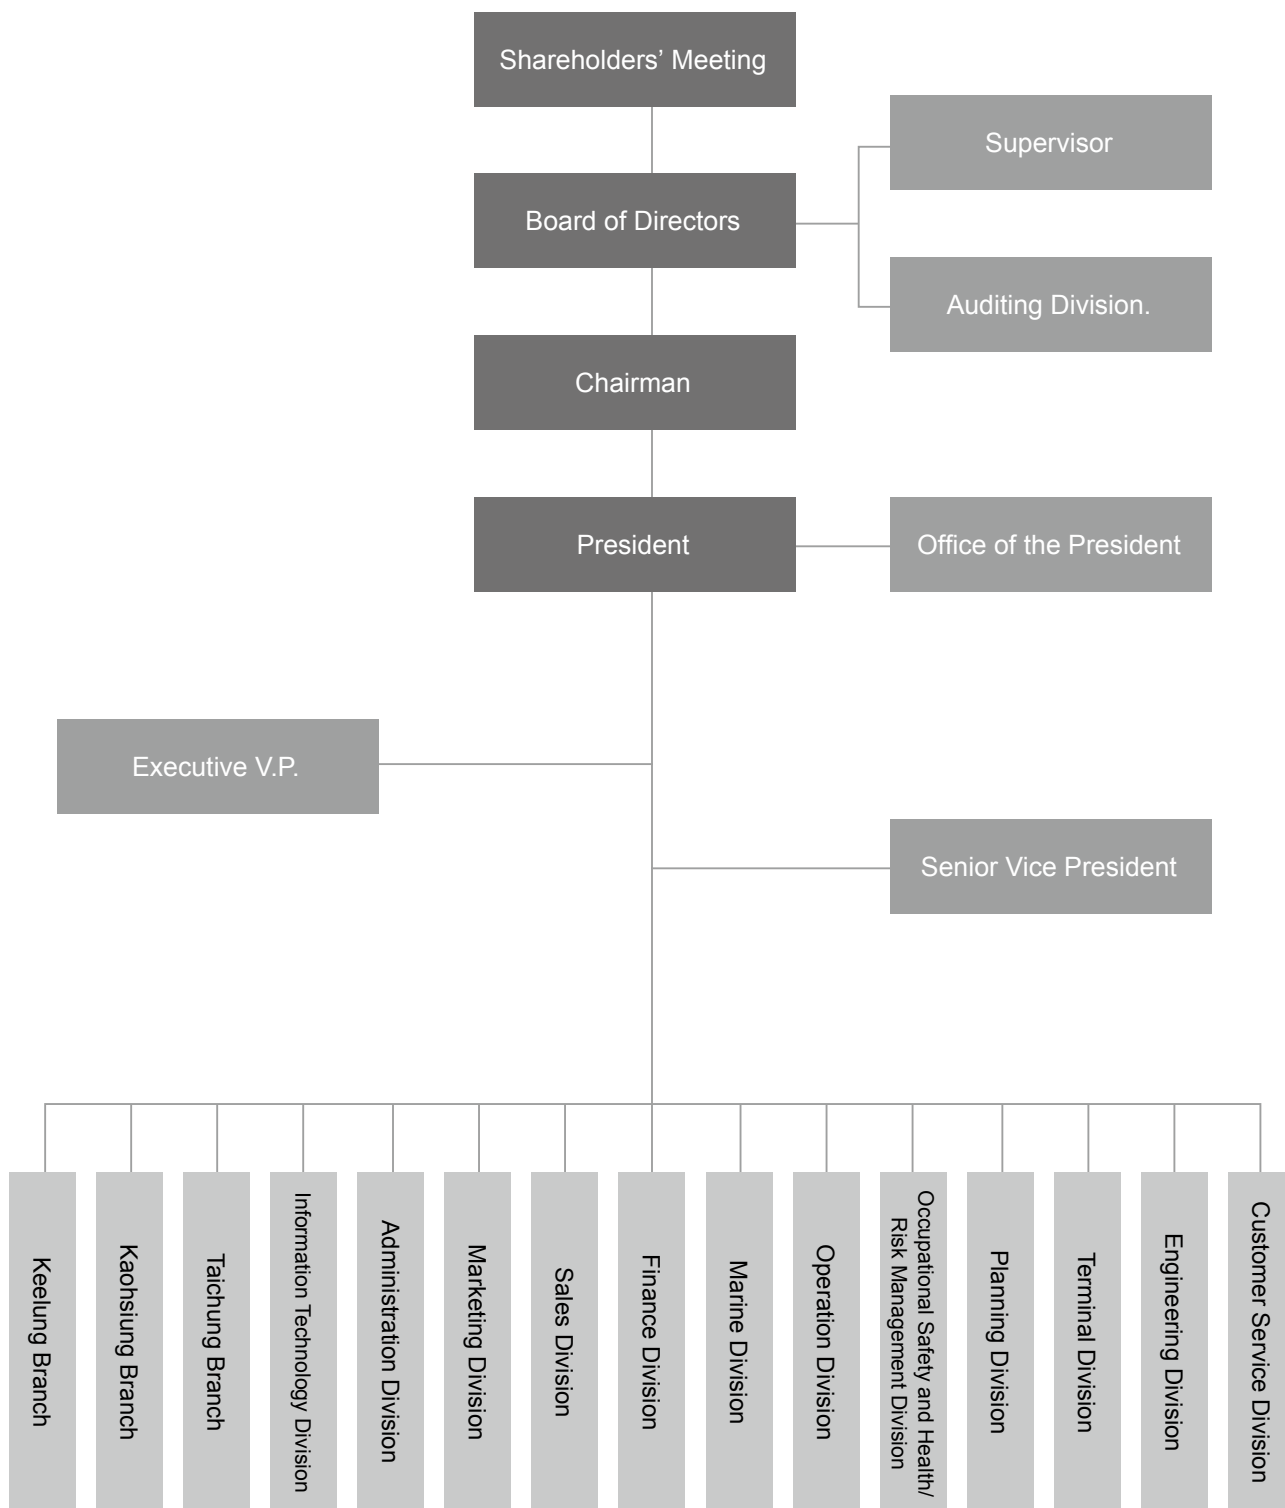 Shareholders’ Meeting
Supervisor
Board of Directors
Auditing Division.
Chairman
President
Office of the President
Executive V.P.
Senior Vice President
Keelung Branch
Kaohsiung Branch
Taichung Branch
Information Technology Division
Administration Division
Marketing Division
Sales Division
Finance Division
Marine Division
Operation Division
Occupational Safety and Health/
Risk Management Division
Planning Division
Terminal Division
Engineering Division
Customer Service Division